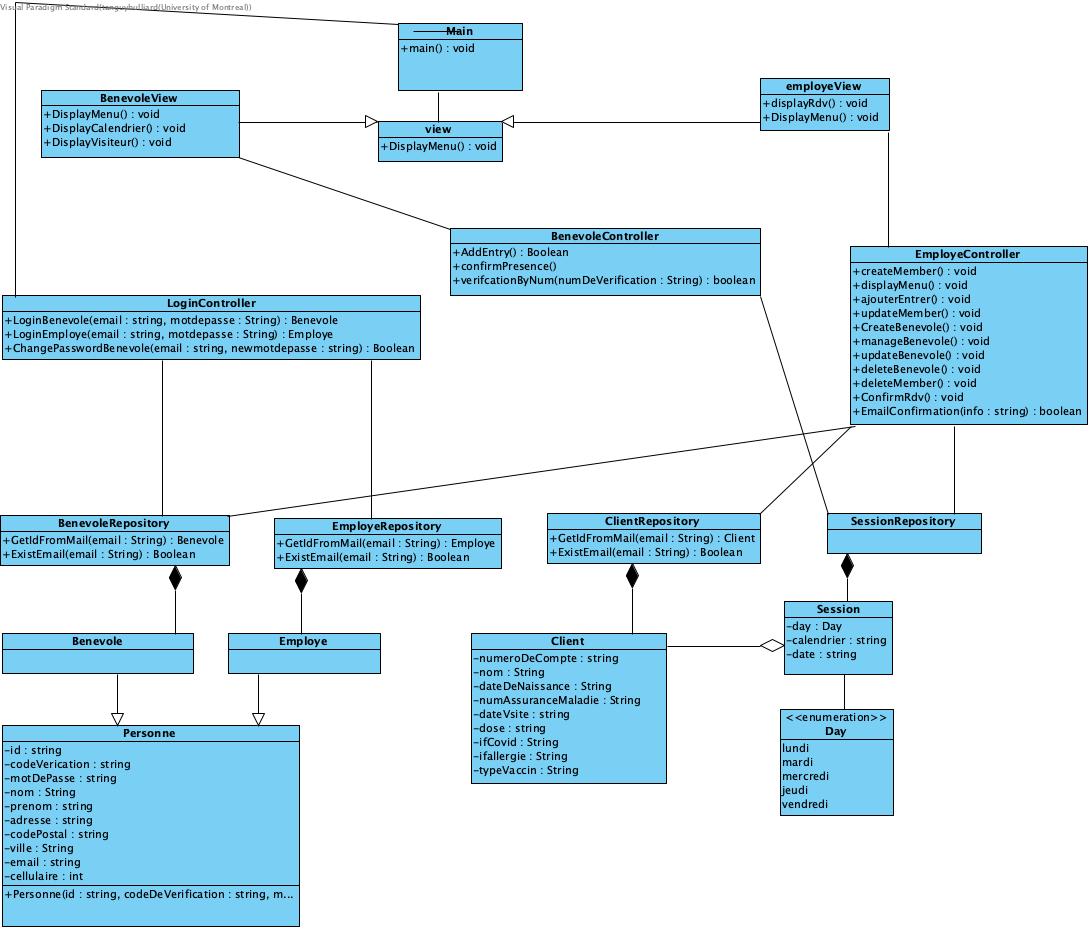 Visual Paradigm Standard(tanguybulliard(University of Montreal))
Main
+main() : void
BenevoleView
+DisplayMenu() : void
+DisplayCalendrier() : void
+DisplayVisiteur() : void
view
+DisplayMenu() : void
employeView
+displayRdv() : void
+DisplayMenu() : void
BenevoleController
+AddEntry() : Boolean
+confirmPresence()
+verifcationByNum(numDeVerification : String) : boolean
EmployeController
+createMember() : void
+displayMenu() : void
+ajouterEntrer() : void
+updateMember() : void
+CreateBenevole() : void
+manageBenevole() : void
+updateBenevole() : void
+deleteBenevole() : void
+deleteMember() : void
+ConfirmRdv() : void
+EmailConfirmation(info : string) : boolean
LoginController
+LoginBenevole(email : string, motdepasse : String) : Benevole
+LoginEmploye(email : string, motdepasse : String) : Employe
+ChangePasswordBenevole(email : string, newmotdepasse : string) : Boolean
BenevoleRepository
+GetIdFromMail(email : String) : Benevole
+ExistEmail(email : String) : Boolean
EmployeRepository
+GetIdFromMail(email : String) : Employe
+ExistEmail(email : String) : Boolean
ClientRepository
+GetIdFromMail(email : String) : Client
+ExistEmail(email : String) : Boolean
SessionRepository
Benevole
Employe
Client
-numeroDeCompte : string
-nom : String
-dateDeNaissance : String
-numAssuranceMaladie : String
-dateVsite : string
-dose : string
-ifCovid : String
-ifallergie : String
-typeVaccin : String
Session
-day : Day
-calendrier : string
-date : string
<<enumeration>>
Day
lundi
mardi
mercredi
jeudi
vendredi
Personne
-id : string
-codeVerication : string
-motDePasse : string
-nom : String
-prenom : string
-adresse : string
-codePostal : string
-ville : String
-email : string
-cellulaire : int
+Personne(id : string, codeDeVerification : string, m...